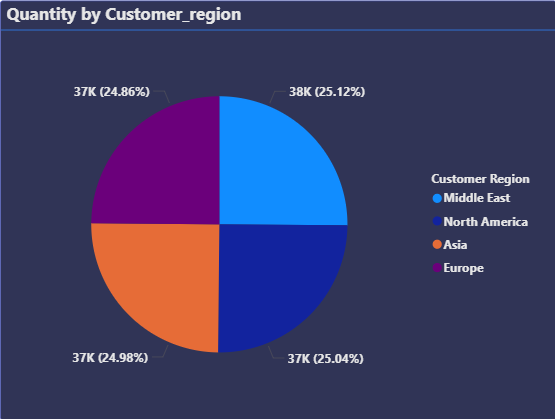 Quantity by Customer_region
37K (24.86%)
38K (25.12%)
Customer Region
Middle East
North America
Asia
Europe
37K (24.98%)
37K (25.04%)